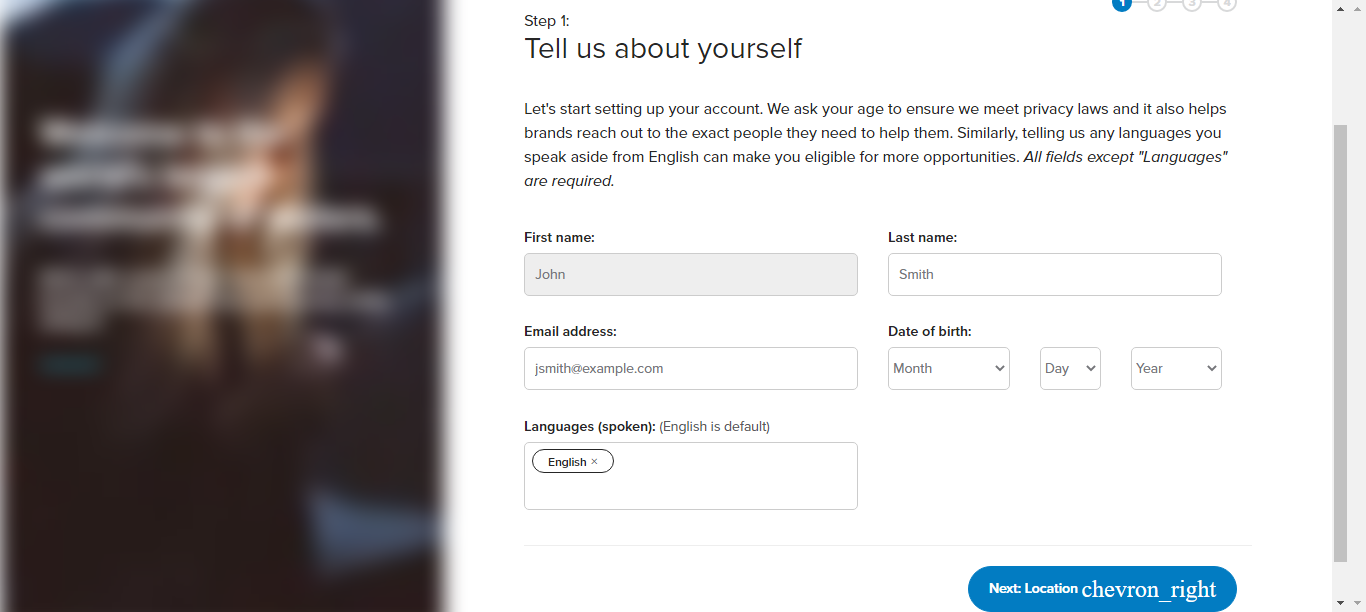 1 2 3 4
Step 1:
Tell us about yourself
Let's start setting up your account. We ask your age to ensure we meet privacy laws and it also helps
brands reach out to the exact people they need to help them. Similarly, telling us any languages you
speak aside from English can make you eligible for more opportunities. All fields except "Languages"
are required.
First name:
Last name:
John
Smith
Email address:
Date of birth:
jsmith@example.com
Month
Day
Year
Languages (spoken): (English is default)
English ×
Next: Location chevron_right